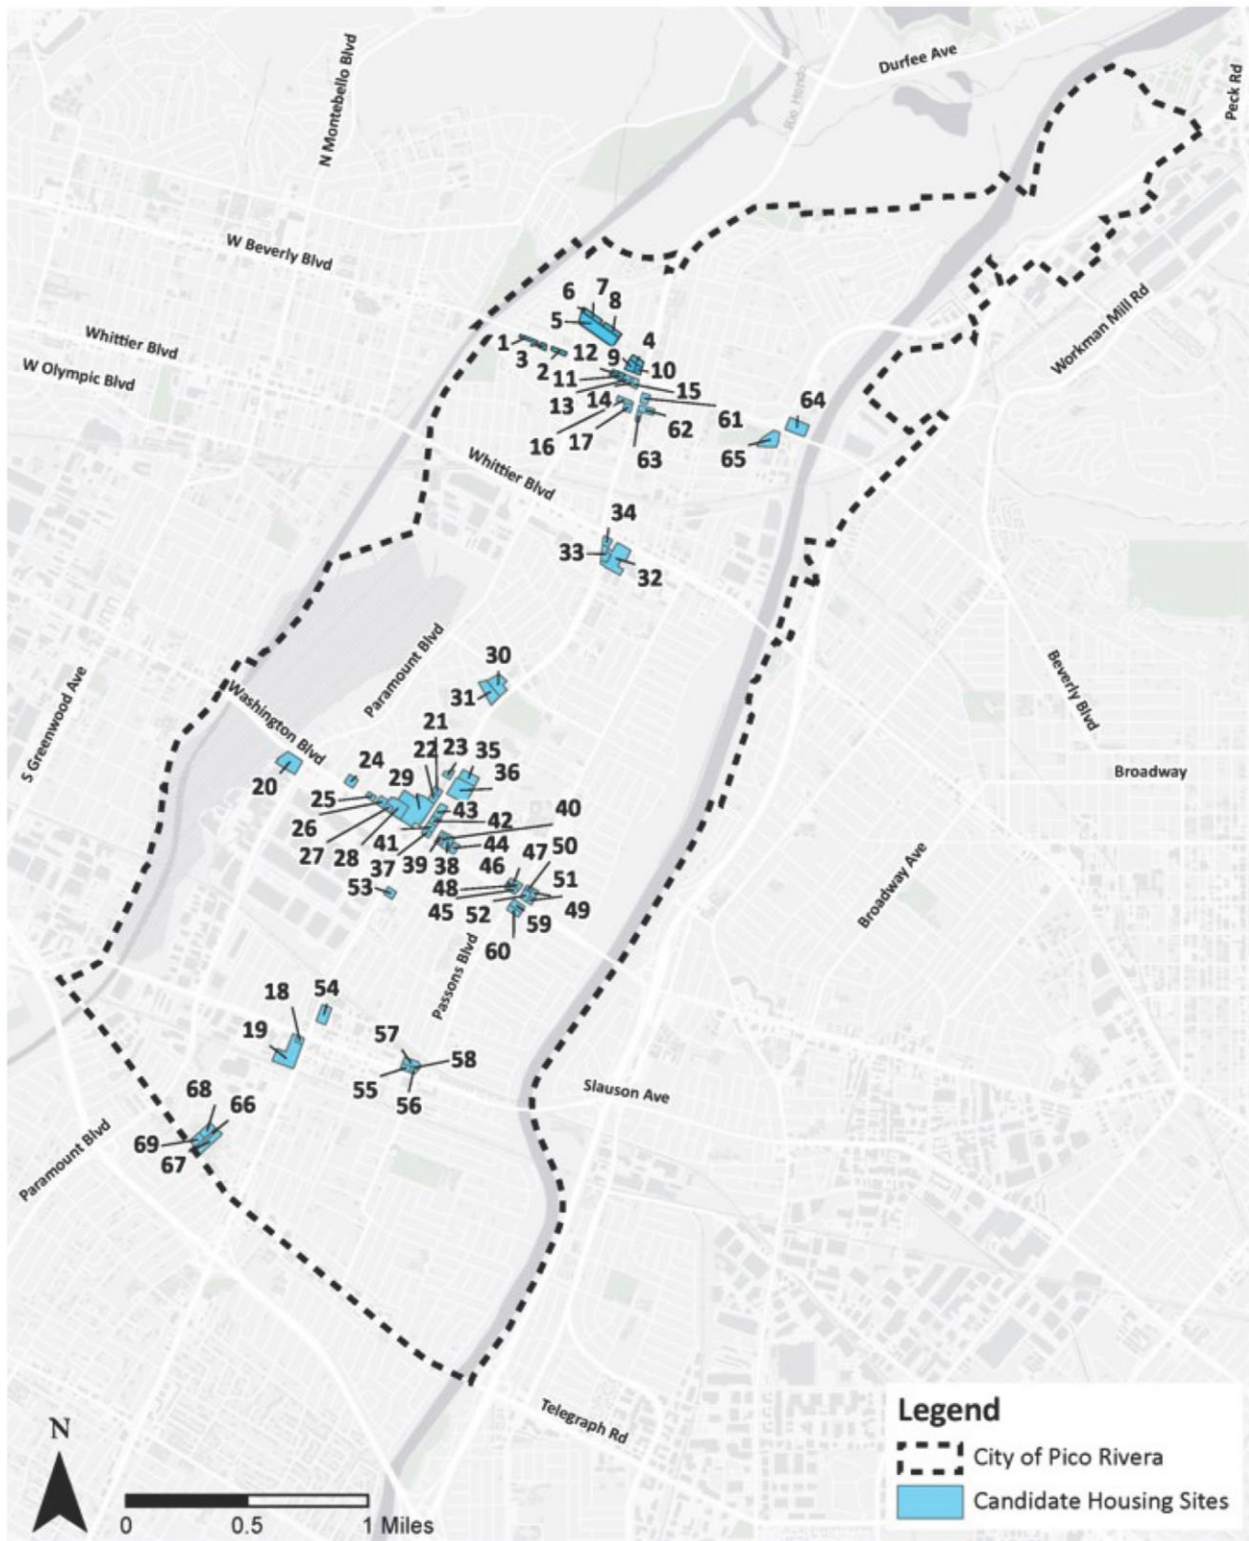 Durfee Ave
Peck Rd
N Montebello Blvd
Rio Hondo
W Beverly Blvd
Workman Mill Rd
Whittier Blvd
W Olympic Blvd
6
7
8
5
1
3
2
12
9
4
10
11
13
14
15
16
17
61
62
63
64
65
Whittier Blvd
34
33
32
Paramount Blvd
30
31
Beverly Blvd
S Greenwood Ave
Washington Blvd
Broadway
20
24
21
22
23
29
35
36
25
26
27
28
43
42
41
40
37
39
38
44
47
50
46
48
51
45
52
49
53
59
60
Broadway Ave
Passons Blvd
18
54
19
57
58
55
56
Slauson Ave
68
66
69
67
Paramount Blvd
Telegraph Rd
N
0 0.5 1 Miles
Legend
City of Pico Rivera
Candidate Housing Sites